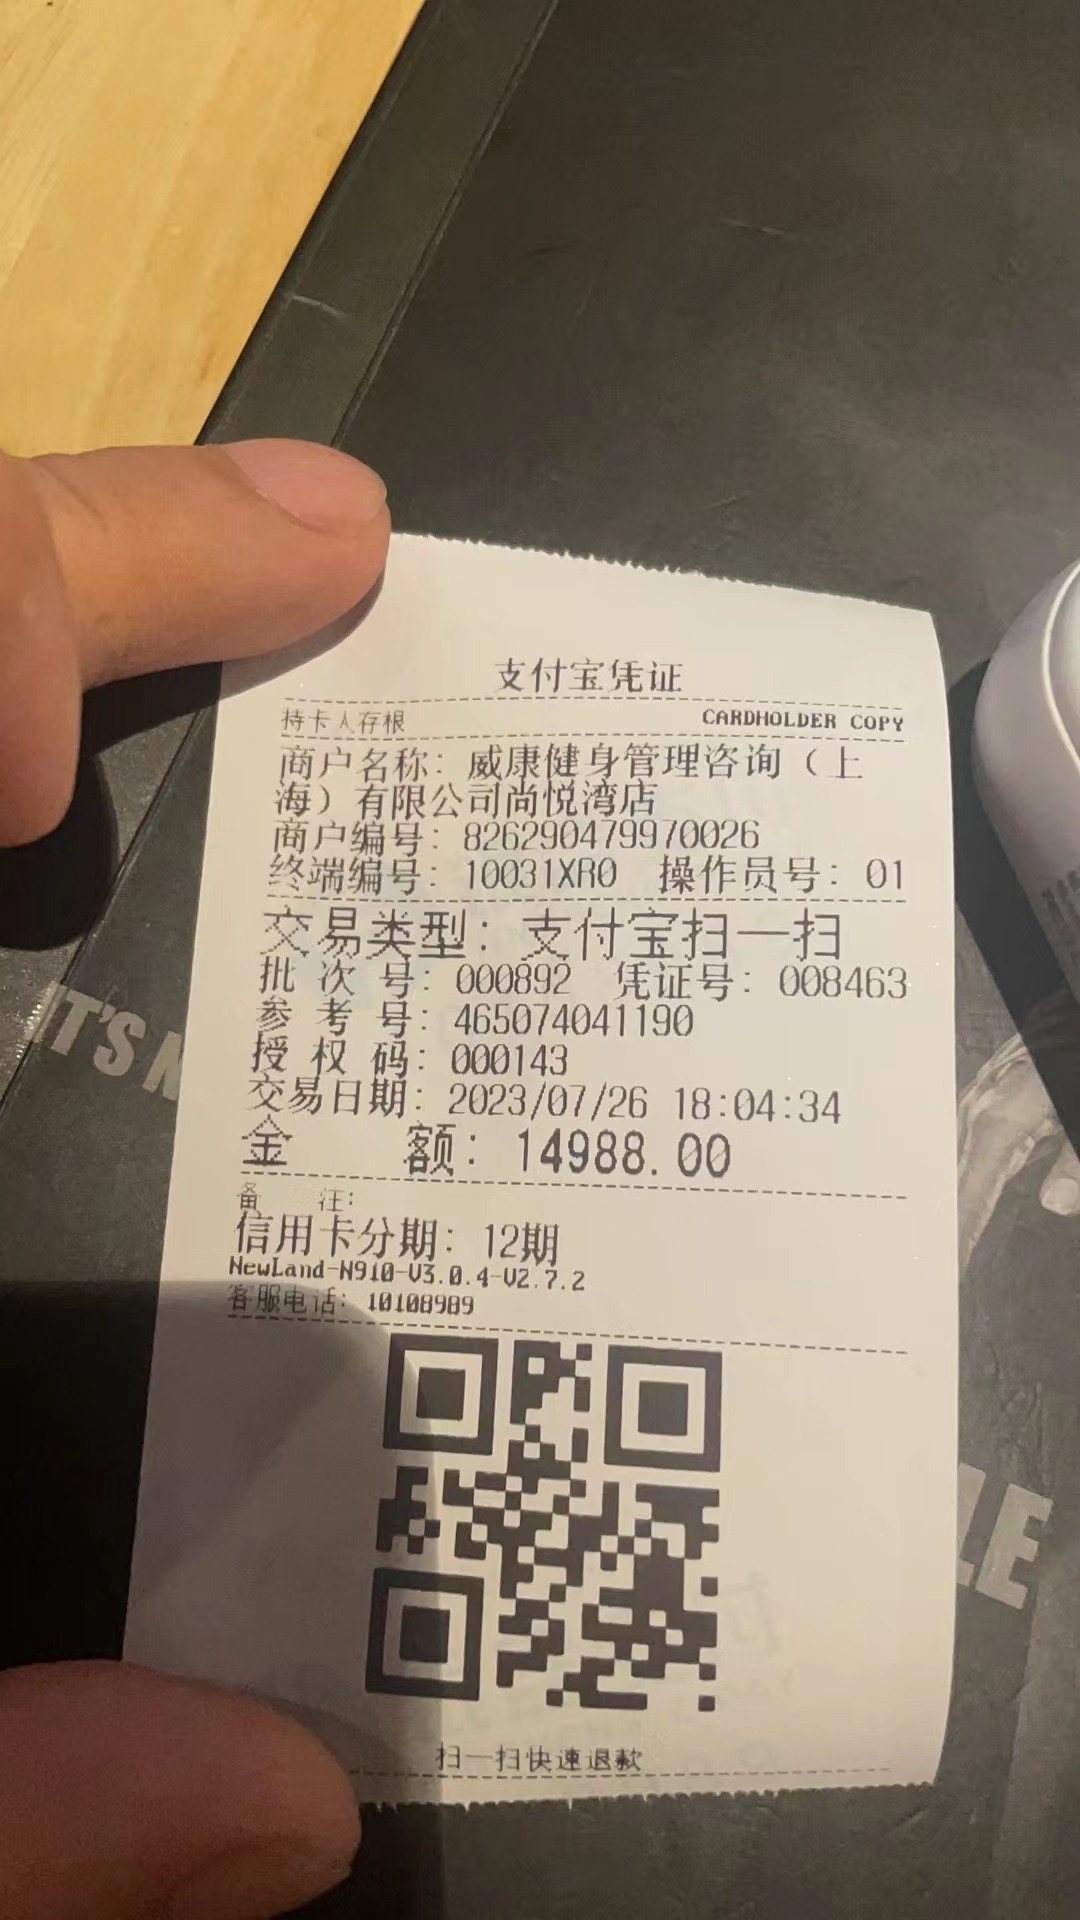 支付宝凭证
持卡人存根 CARDHOLDER COPY
商户名称：威康健身管理咨询（上
海）有限公司尚悦湾店
商户编号：826290479970026
终端编号：10031XR0 操作员号：01
交易类型：支付宝扫一扫
批次号：000892 凭证号：008463
参考号：465074041190
授权码：000143
交易日期：2023/07/26 18:04:34
金额：14988.00
备注：
信用卡分期：12期
NewLand-N910-V3.0.4-V2.7.2
客服电话：10108989
扫一扫快速退款
IT'S
LE